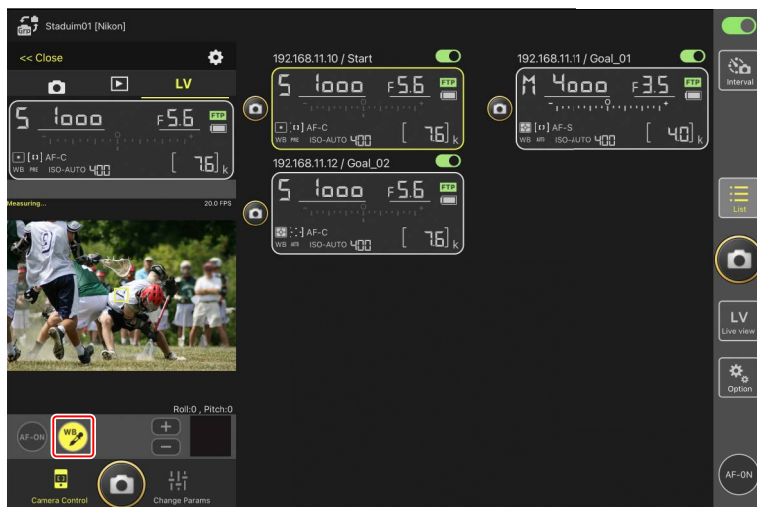 Grp Staduim01 [Nikon]
<< Close
LV
S 1000 F5.6 FTP
[ ] AF-C
WB PRE ISO-AUTO 400 [ 7.6] k
Measuring... 20.0 FPS
Roll:0 , Pitch:0
AF-ON WB + −
Camera Control Change Params
192.168.11.10 / Start
S 1000 F5.6 FTP
[ ] AF-C
WB PRE ISO-AUTO 400 [ 7.6] k
192.168.11.11 / Goal_01
M 4000 F3.5 FTP
[ ] AF-S
WB AUTO ISO-AUTO 400 [ 4.0] k
192.168.11.12 / Goal_02
S 1000 F5.6 FTP
AF-C
WB AUTO ISO-AUTO 400 [ 7.6] k
Interval
List
LV
Live view
Option
AF-ON